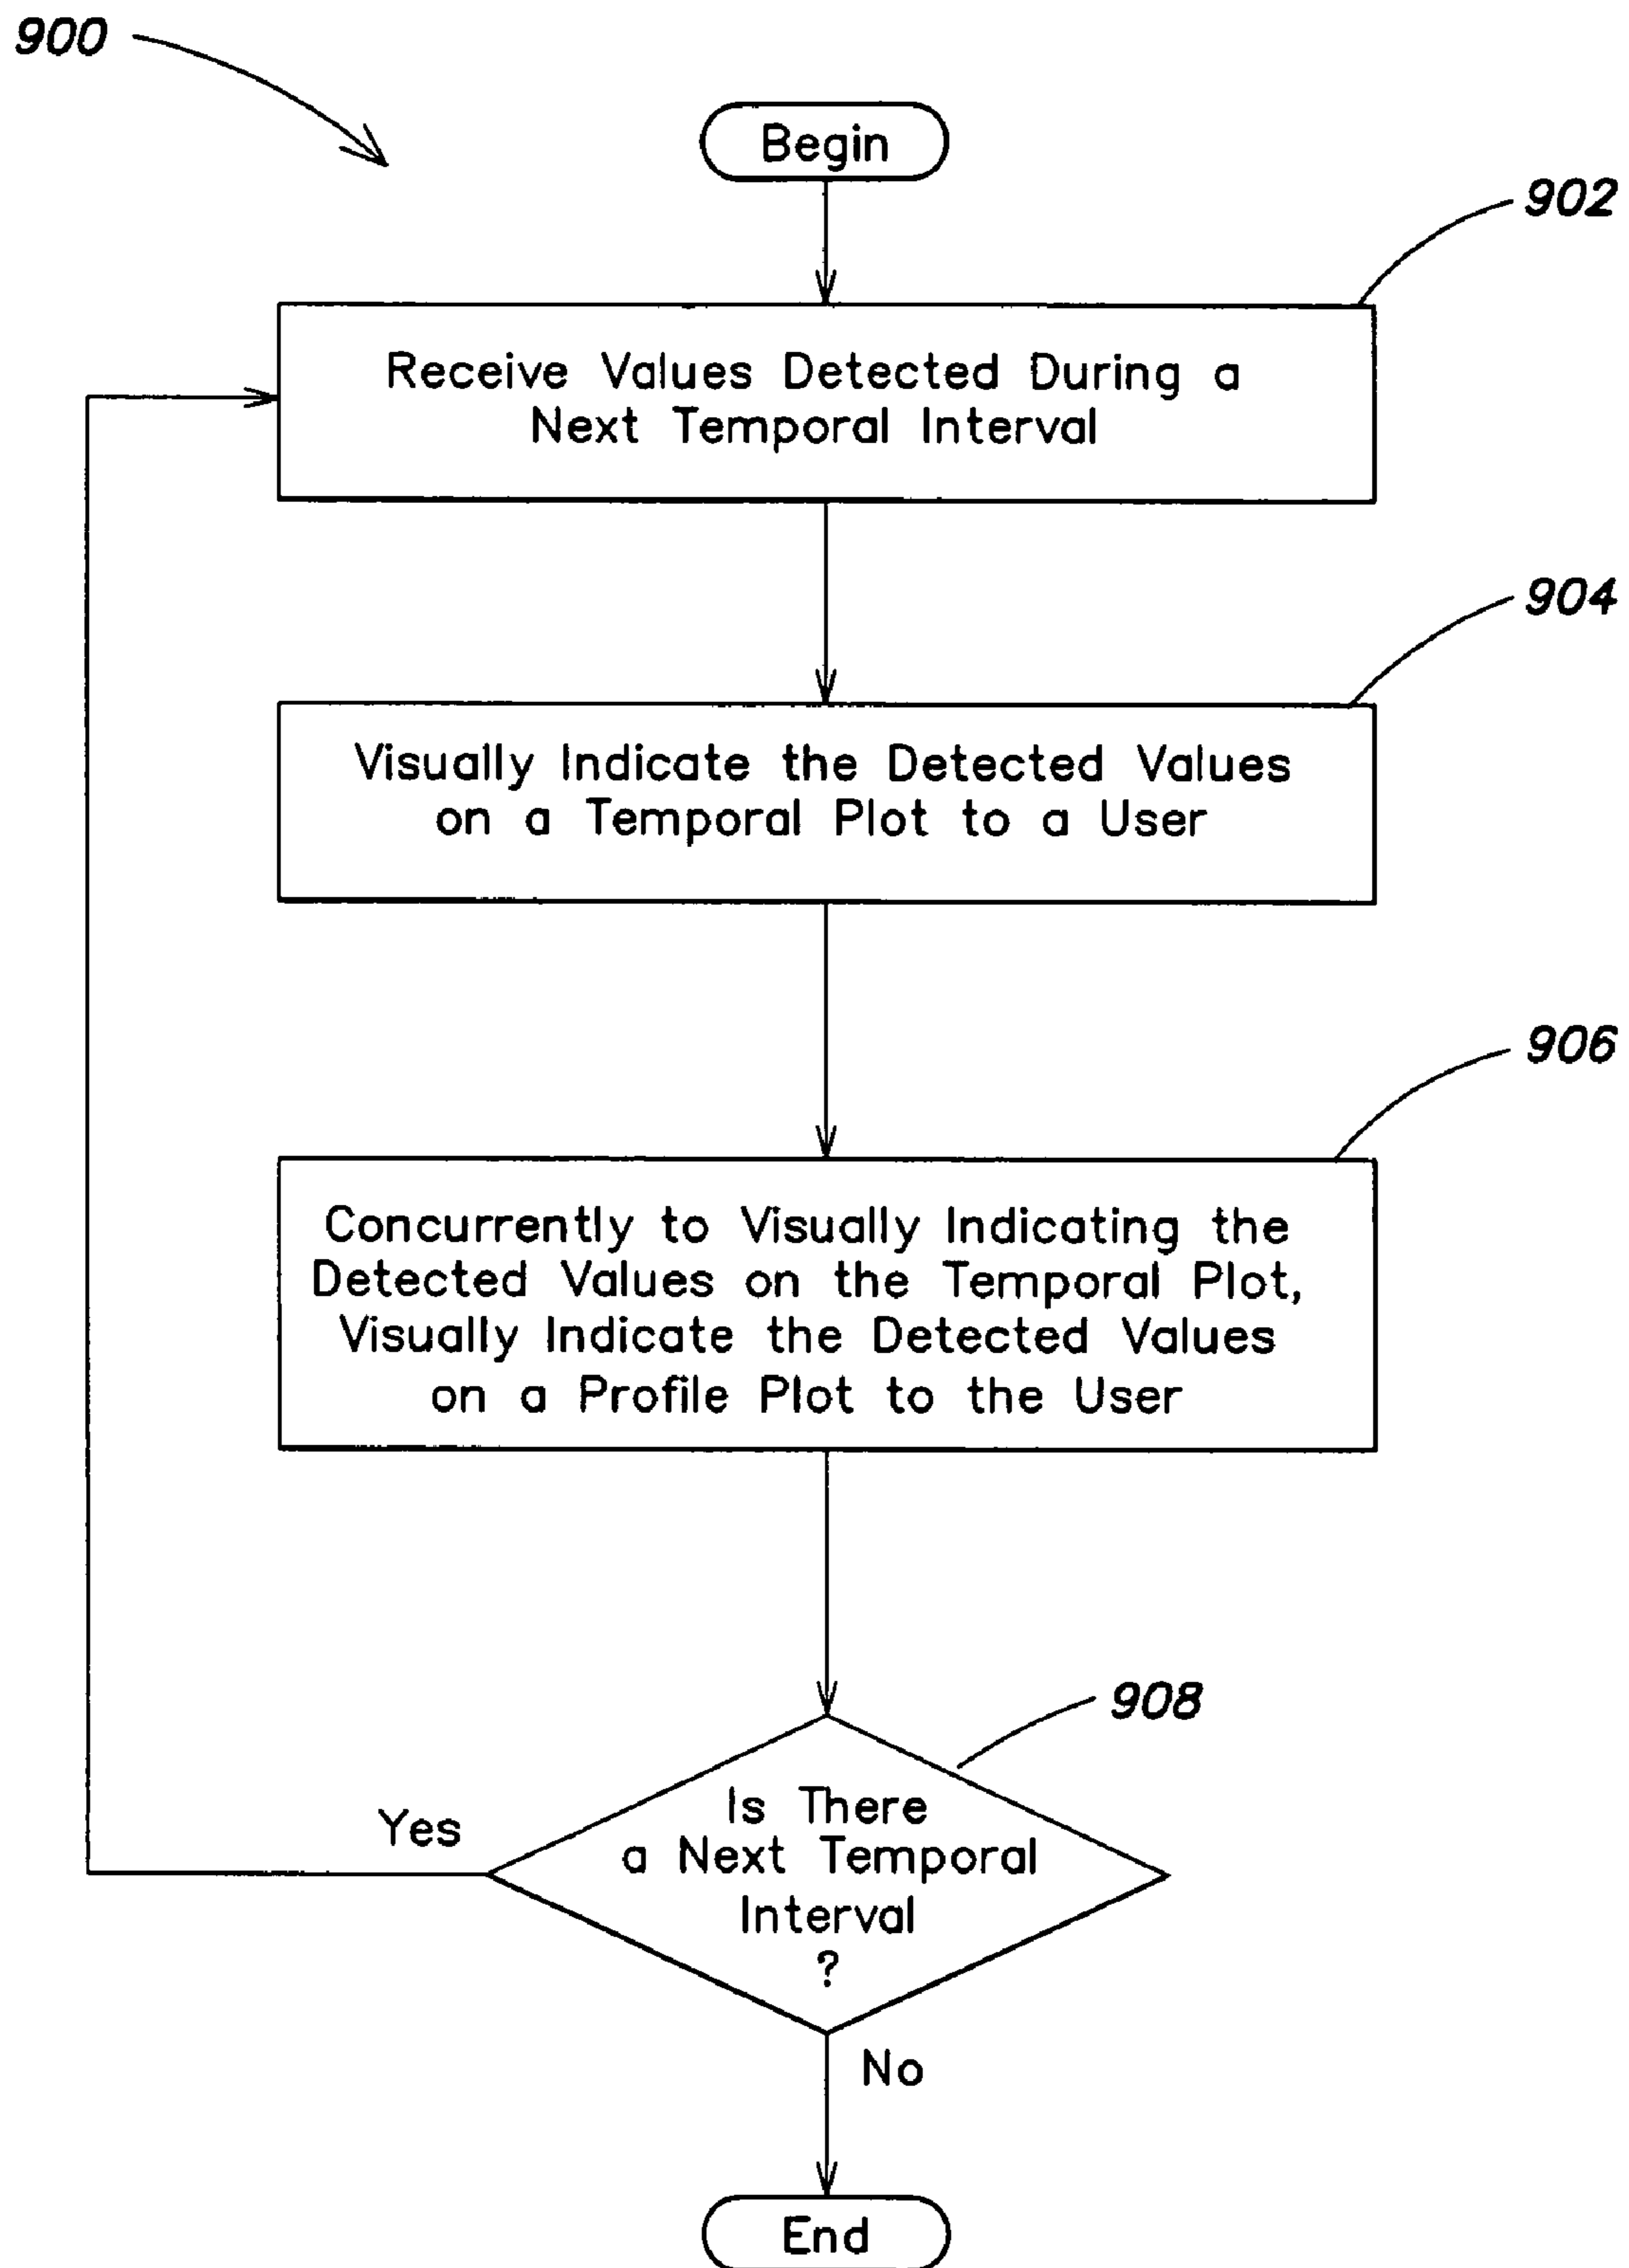 900
Begin
902
Receive Values Detected During a
Next Temporal Interval
904
Visually Indicate the Detected Values
on a Temporal Plot to a User
906
Concurrently to Visually Indicating the
Detected Values on the Temporal Plot,
Visually Indicate the Detected Values
on a Profile Plot to the User
908
Is There
a Next Temporal
Interval
?
Yes
No
End